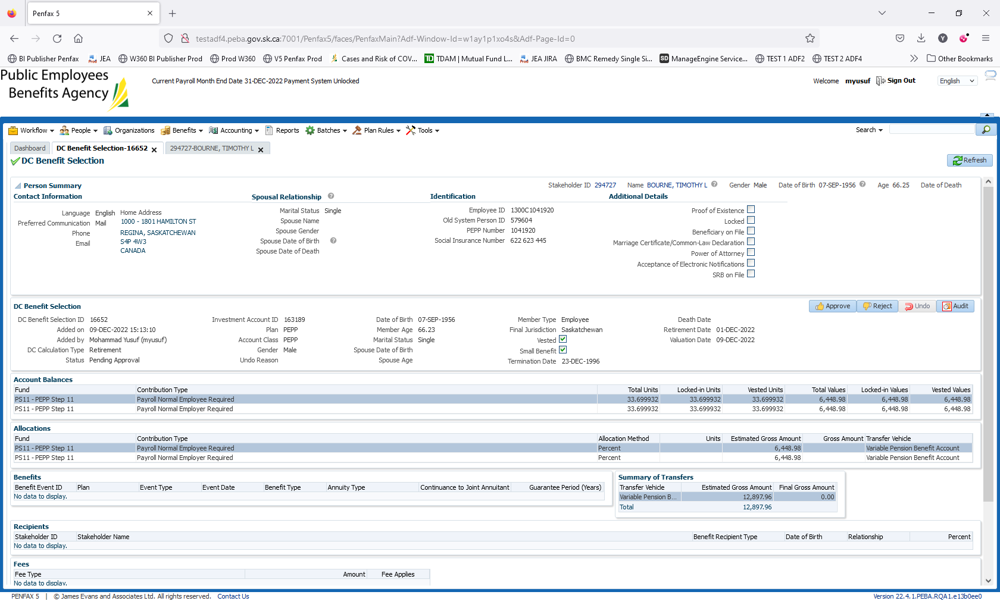 Penfax 5
testadf4.peba.gov.sk.ca:7001/Penfax5/faces/PenfaxMain?Adf-Window-Id=w1ay1p1xo4s&Adf-Page-Id=0
BI Publisher Penfax JEA W360 BI Publisher Prod Prod W360 V5 Penfax Prod Cases and Risk of COV... TD TDAM | Mutual Fund L... JEA JIRA BMC Remedy Single Si... SD ManageEngine Service... TEST 1 ADF2 TEST 2 ADF4 Other Bookmarks
Public Employees
Benefits Agency
Current Payroll Month End Date 31-DEC-2022 Payment System Unlocked
Welcome myusuf Sign Out English
Workflow People Organizations Benefits Accounting Reports Batches Plan Rules Tools Search
Dashboard DC Benefit Selection-16652 294727-BOURNE, TIMOTHY L
DC Benefit Selection Refresh
Person Summary Stakeholder ID 294727 Name BOURNE, TIMOTHY L Gender Male Date of Birth 07-SEP-1956 Age 66.25 Date of Death
Contact Information Spousal Relationship Identification Additional Details
Language English Home Address Marital Status Single Employee ID 1300C1041920 Proof of Existence
Preferred Communication Mail 1000 - 1801 HAMILTON ST Spouse Name Old System Person ID 579604 Locked
Phone REGINA, SASKATCHEWAN Spouse Gender PEPP Number 1041920 Beneficiary on File
Email S4P 4W3 Spouse Date of Birth Social Insurance Number 622 623 445 Marriage Certificate/Common-Law Declaration
CANADA Spouse Date of Death Power of Attorney
Acceptance of Electronic Notifications
SRB on File
DC Benefit Selection Approve Reject Undo Audit
DC Benefit Selection ID 16652 Investment Account ID 163189 Date of Birth 07-SEP-1956 Member Type Employee Death Date
Added on 09-DEC-2022 15:13:10 Plan PEPP Member Age 66.23 Final Jurisdiction Saskatchewan Retirement Date 01-DEC-2022
Added by Mohammad Yusuf (myusuf) Account Class PEPP Marital Status Single Vested Valuation Date 09-DEC-2022
DC Calculation Type Retirement Gender Male Spouse Date of Birth Small Benefit
Status Pending Approval Undo Reason Spouse Age Termination Date 23-DEC-1996
Account Balances
Fund Contribution Type Total Units Locked-in Units Vested Units Total Values Locked-in Values Vested Values
PS11 - PEPP Step 11 Payroll Normal Employee Required 33.699932 33.699932 33.699932 6,448.98 6,448.98 6,448.98
PS11 - PEPP Step 11 Payroll Normal Employer Required 33.699932 33.699932 33.699932 6,448.98 6,448.98 6,448.98
Allocations
Fund Contribution Type Allocation Method Units Estimated Gross Amount Gross Amount Transfer Vehicle
PS11 - PEPP Step 11 Payroll Normal Employee Required Percent 6,448.98 Variable Pension Benefit Account
PS11 - PEPP Step 11 Payroll Normal Employer Required Percent 6,448.98 Variable Pension Benefit Account
Benefits Summary of Transfers
Benefit Event ID Plan Event Type Event Date Benefit Type Annuity Type Continuance to Joint Annuitant Guarantee Period (Years) Transfer Vehicle Estimated Gross Amount Final Gross Amount
No data to display. Variable Pension B... 12,897.96 0.00
Total 12,897.96
Recipients
Stakeholder ID Stakeholder Name Benefit Recipient Type Date of Birth Relationship Percent
No data to display.
Fees
Fee Type Amount Fee Applies
No data to display.
PENFAX 5 | © James Evans and Associates Ltd. All rights reserved. Contact Us Version 22.4.1.PEBA.RQA1.e13b0ee0